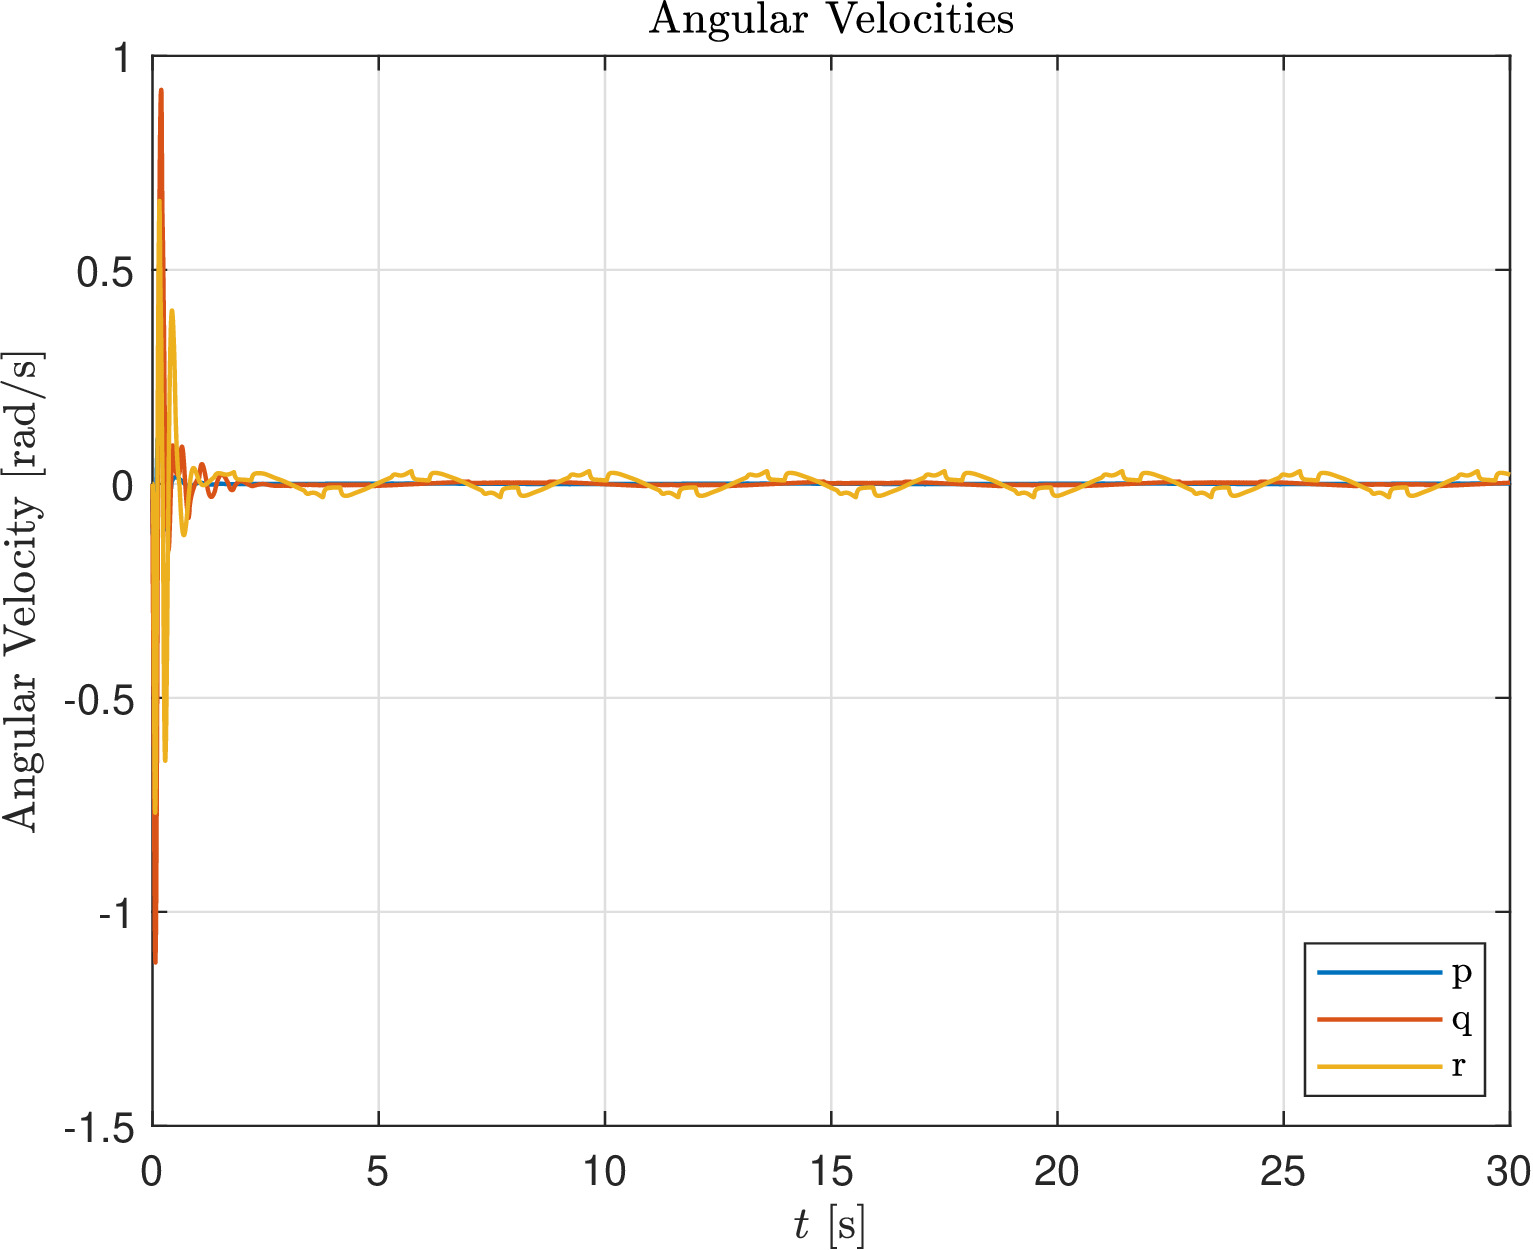 Angular Velocities
1
0.5
0
-0.5
-1
-1.5
Angular Velocity [rad/s]
0 5 10 15 20 25 30
t [s]
p
q
r